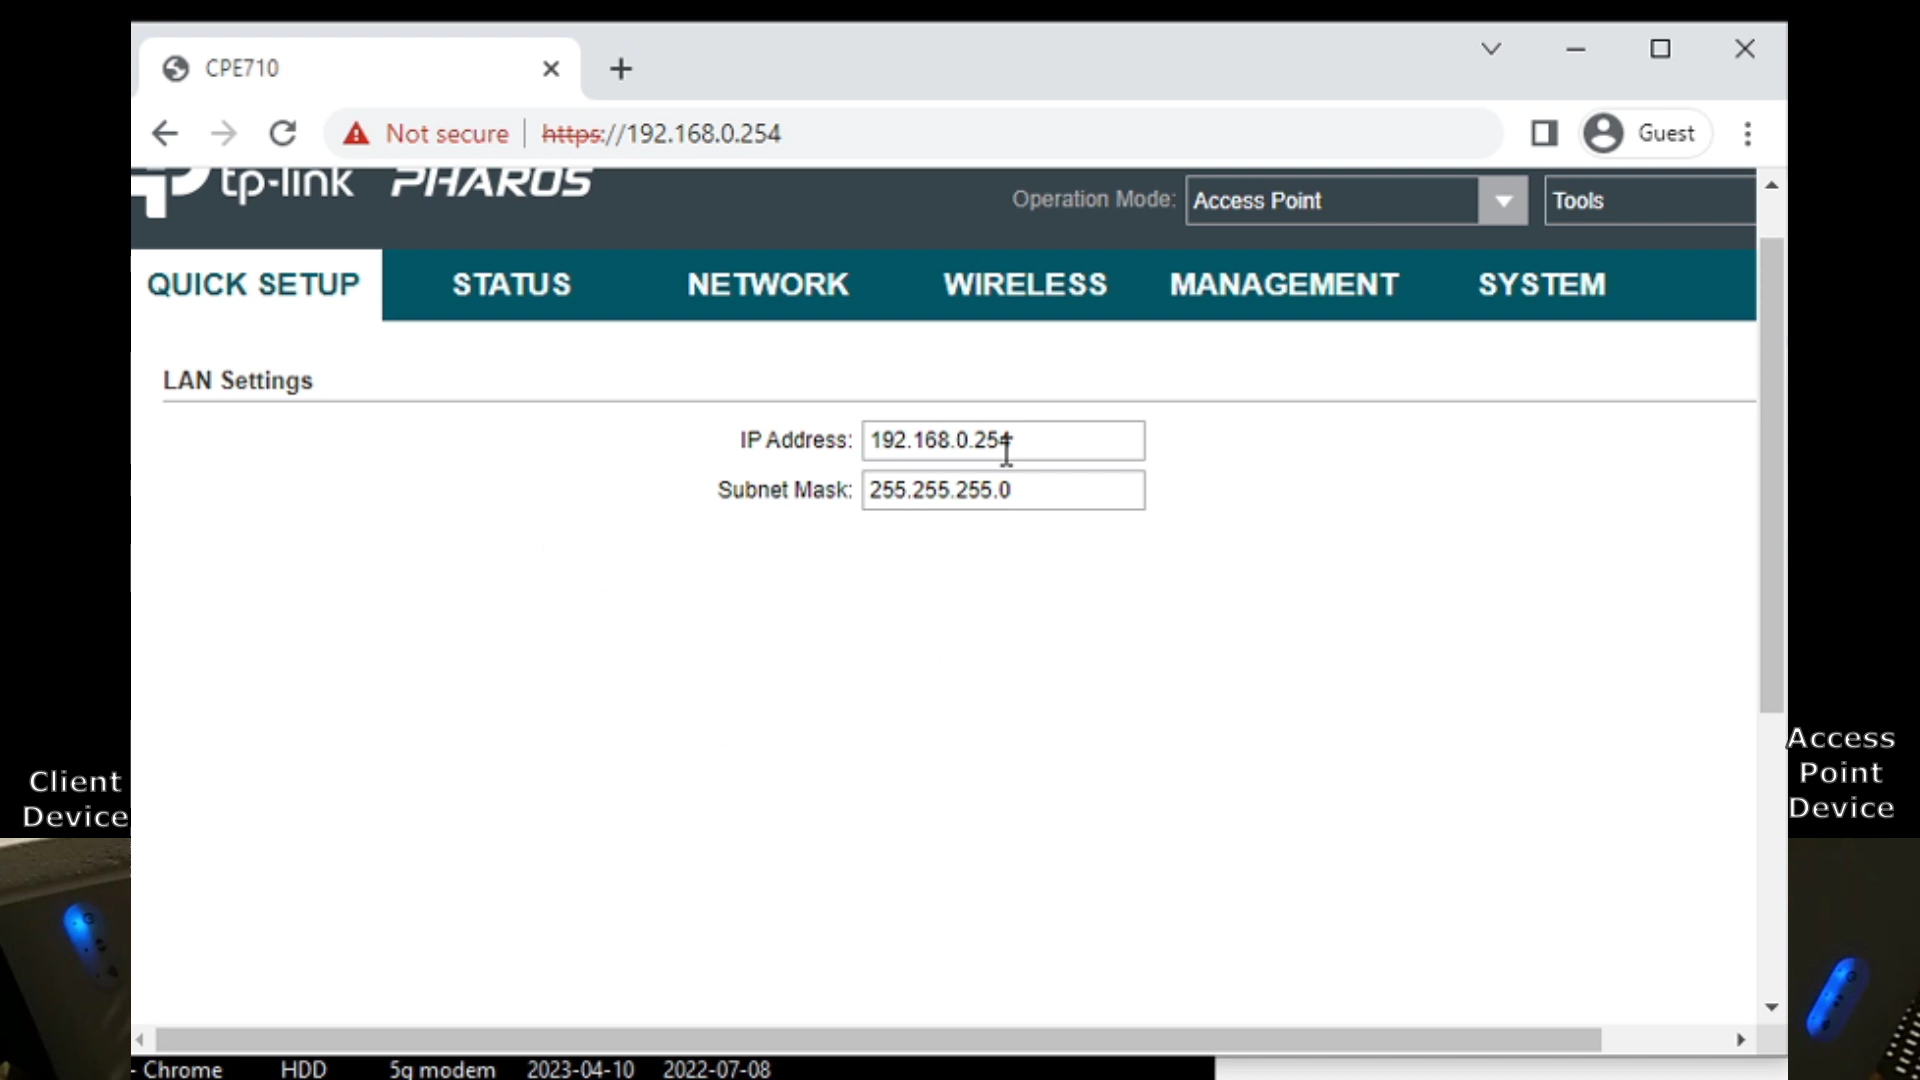 CPE710
Not secure https://192.168.0.254
Guest
tp-link PHAROS
Operation Mode: Access Point Tools
QUICK SETUP STATUS NETWORK WIRELESS MANAGEMENT SYSTEM
LAN Settings
IP Address: 192.168.0.254
Subnet Mask: 255.255.255.0
Client
Device
Access
Point
Device
- Chrome HDD 5g modem 2023-04-10 2022-07-08